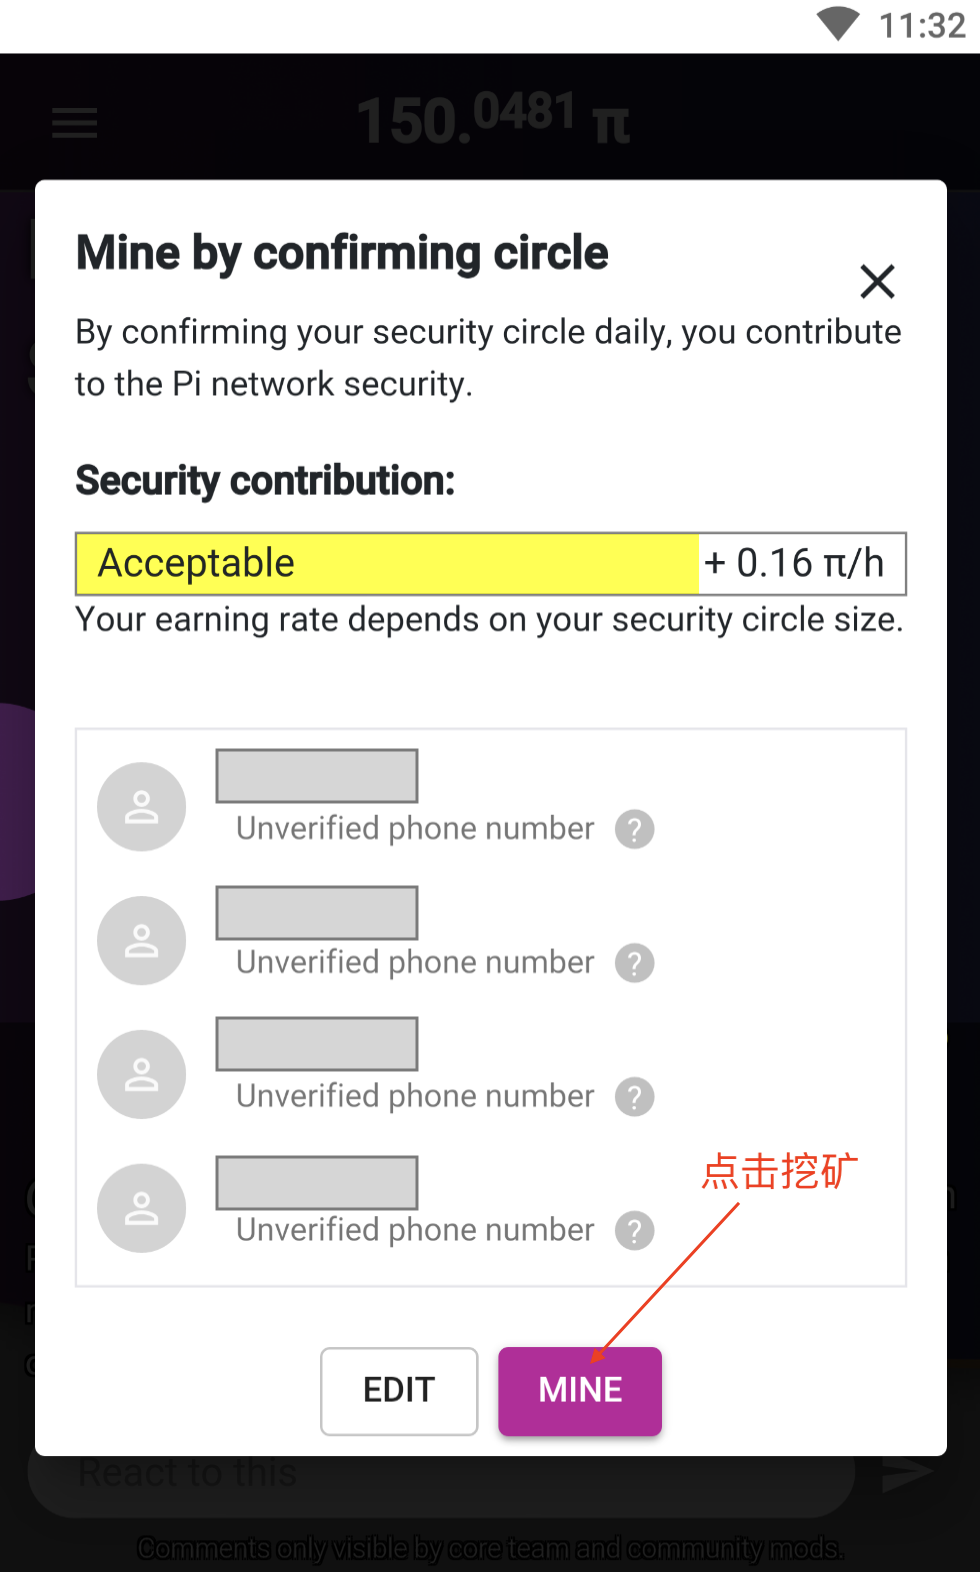 11:32
150.0481 π
Mine by confirming circle
By confirming your security circle daily, you contribute
to the Pi network security.
Security contribution:
Acceptable + 0.16 π/h
Your earning rate depends on your security circle size.
Unverified phone number ?
Unverified phone number ?
Unverified phone number ?
点击挖矿
Unverified phone number ?
EDIT MINE
React to this
Comments only visible by core team and community mods.